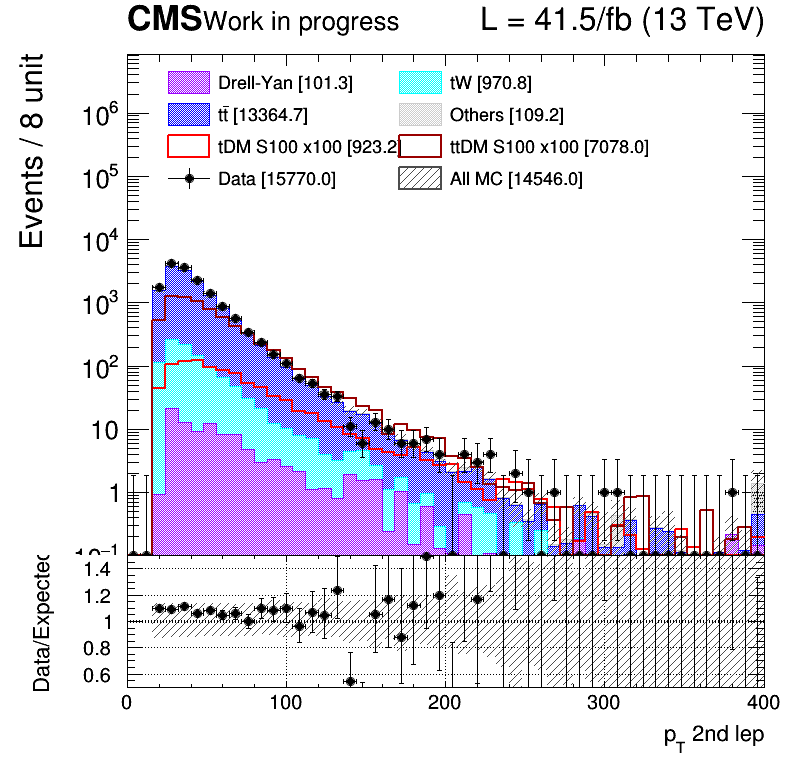 CMS Work in progress L = 41.5/fb (13 TeV)
Events / 8 unit
Drell-Yan [101.3] tW [970.8]
tt̄ [13364.7] Others [109.2]
tDM S100 x100 [923.2] ttDM S100 x100 [7078.0]
Data [15770.0] All MC [14546.0]
10⁶
10⁵
10⁴
10³
10²
10
1
10⁻¹
Data/Expected
1.4
1.2
1
0.8
0.6
0 100 200 300 400
p_T 2nd lep